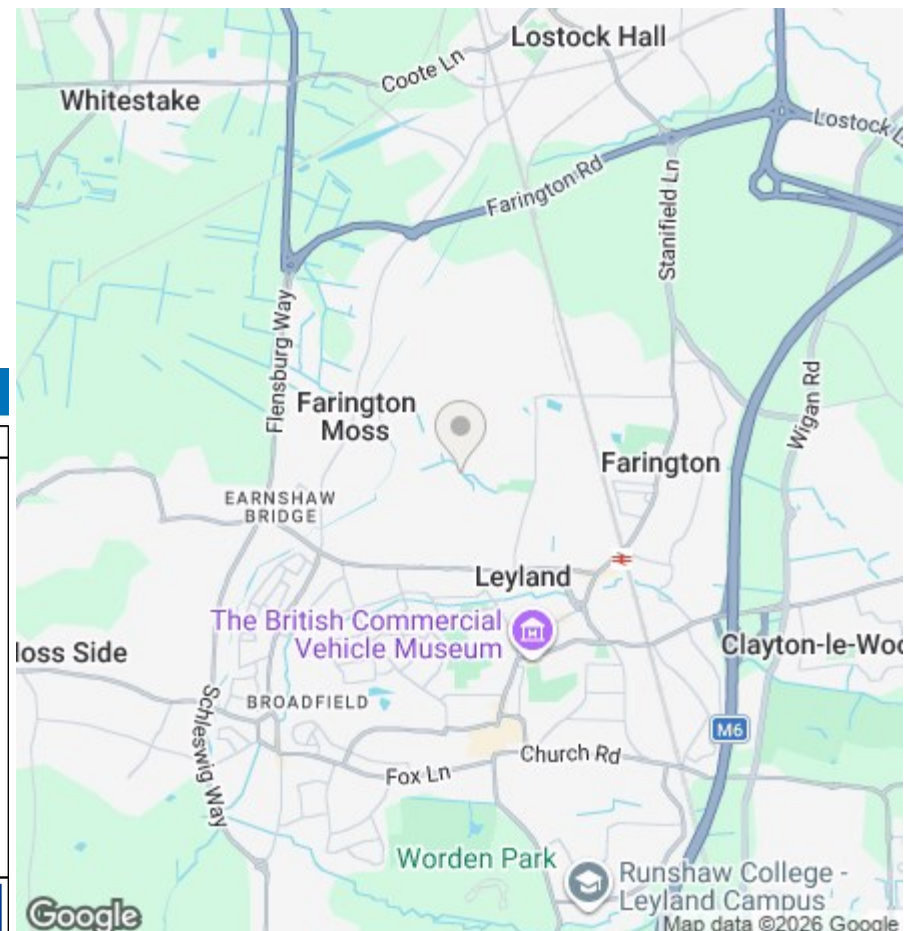 Lostock Hall
Coote Ln
Whitestake
Lostock L
Farington Rd
Stanifield Ln
Flensburg Way
Farington
Moss
Wigan Rd
Farington
EARNSHAW
BRIDGE
Leyland
The British Commercial
Vehicle Museum
loss Side
Clayton-le-Woo
BROADFIELD
Schleswig Way
M6
Church Rd
Fox Ln
Worden Park
Runshaw College -
Leyland Campus
Google
Map data ©2026 Google